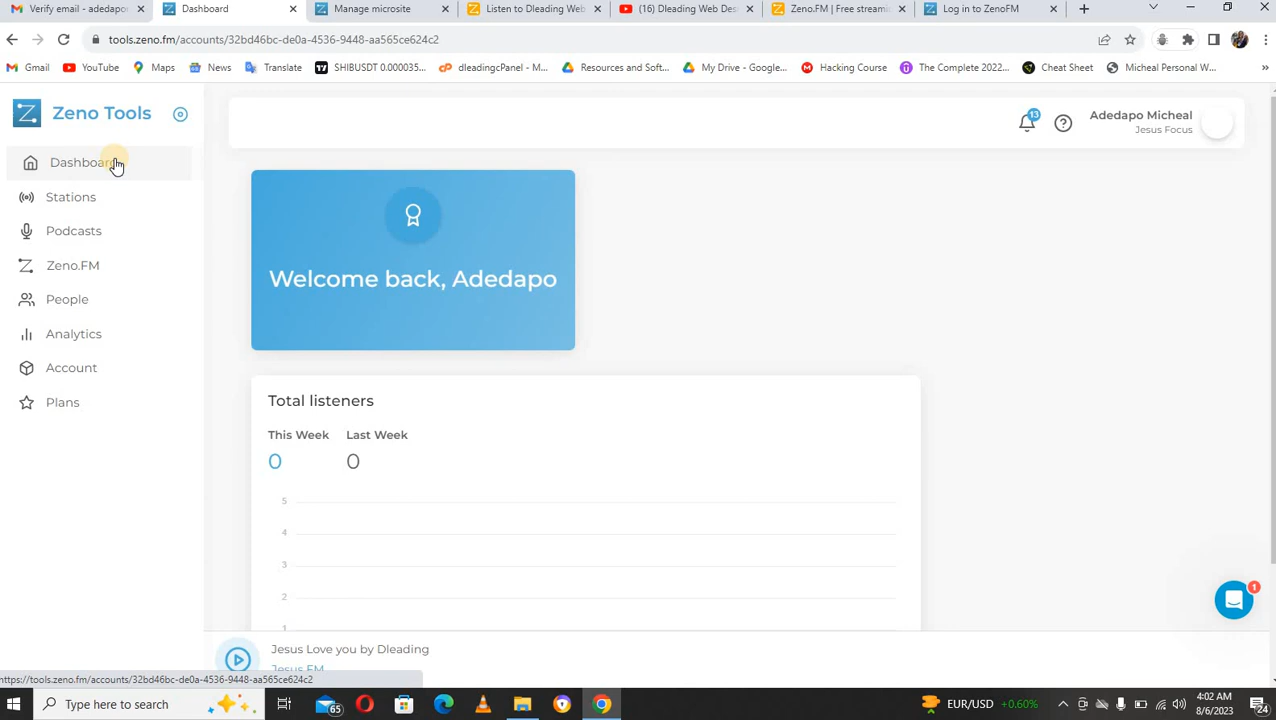 Verify email - adedapou
Dashboard
Manage microsite
Listen to Dleading Web
(16) Dleading Web Des
Zeno.FM | Free streami
Log in to ZenoFM
tools.zeno.fm/accounts/32bd46bc-de0a-4536-9448-aa565ce624c2
Gmail
YouTube
Maps
News
Translate
SHIBUSDT 0.000035...
dleadingcPanel - M...
Resources and Soft...
My Drive - Google...
Hacking Course
The Complete 2022...
Cheat Sheet
Micheal Personal W...
Zeno Tools
13
Adedapo Micheal
Jesus Focus
Dashboard
Stations
Podcasts
Zeno.FM
People
Analytics
Account
Plans
Welcome back, Adedapo
Total listeners
This Week Last Week
0 0
5
4
3
2
1
1
Jesus Love you by Dleading
Jesus FM
https://tools.zeno.fm/accounts/32bd46bc-de0a-4536-9448-aa565ce624c2
Type here to search
65
EUR/USD +0.60%
4:02 AM
8/6/2023
24